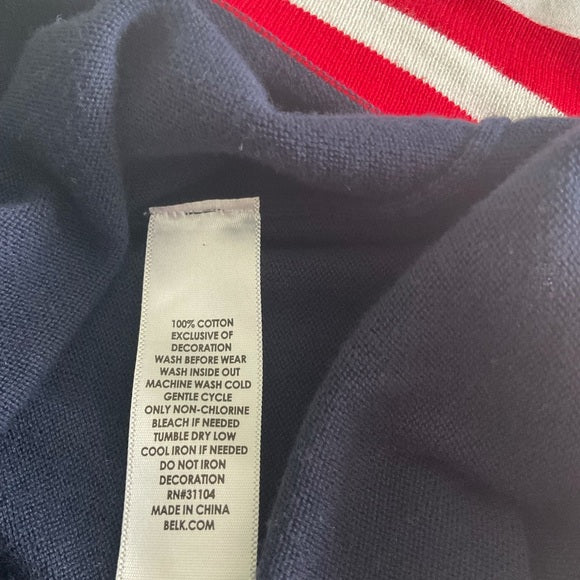 100% COTTON
EXCLUSIVE OF
DECORATION
WASH BEFORE WEAR
WASH INSIDE OUT
MACHINE WASH COLD
GENTLE CYCLE
ONLY NON-CHLORINE
BLEACH IF NEEDED
TUMBLE DRY LOW
COOL IRON IF NEEDED
DO NOT IRON
DECORATION
RN#31104
MADE IN CHINA
BELK.COM